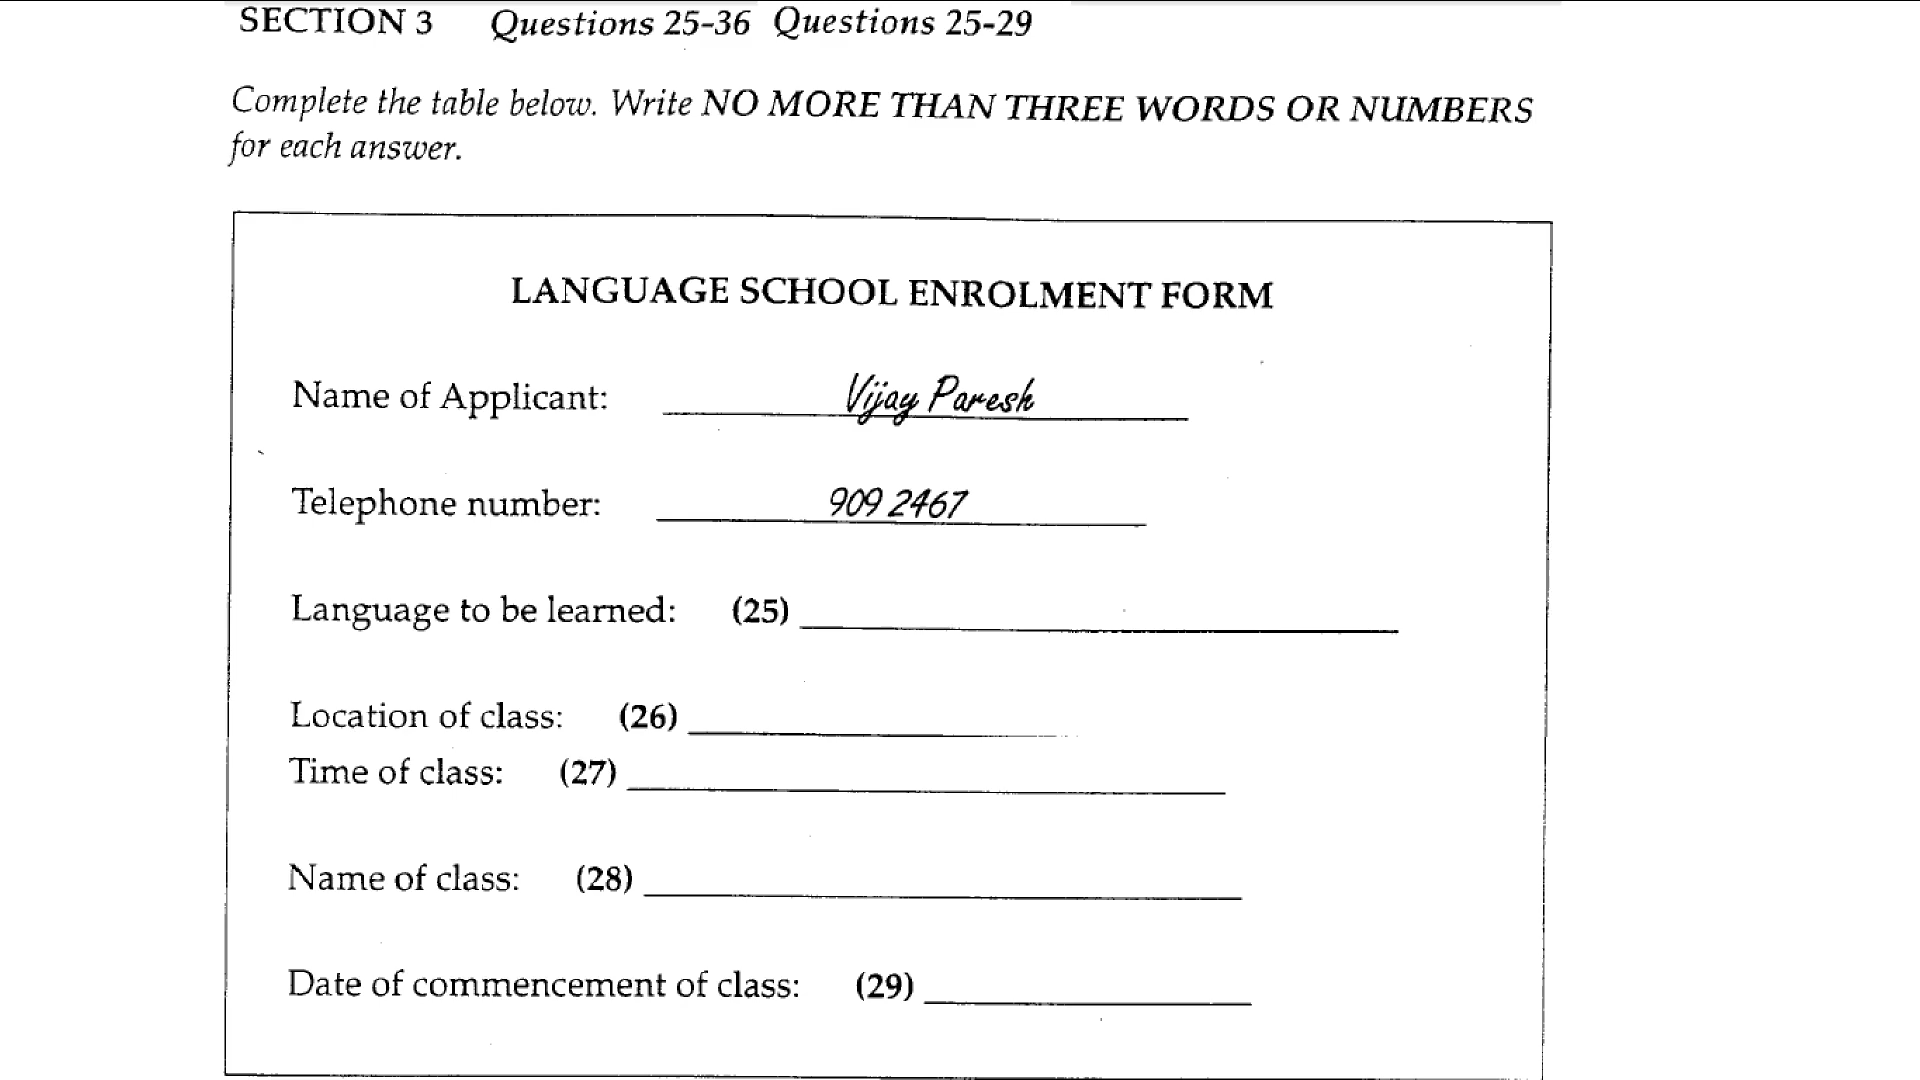 SECTION 3 Questions 25-36 Questions 25-29
Complete the table below. Write NO MORE THAN THREE WORDS OR NUMBERS
for each answer.
LANGUAGE SCHOOL ENROLMENT FORM
Name of Applicant: Vijay Paresh
Telephone number: 909 2467
Language to be learned: (25)
Location of class: (26)
Time of class: (27)
Name of class: (28)
Date of commencement of class: (29)